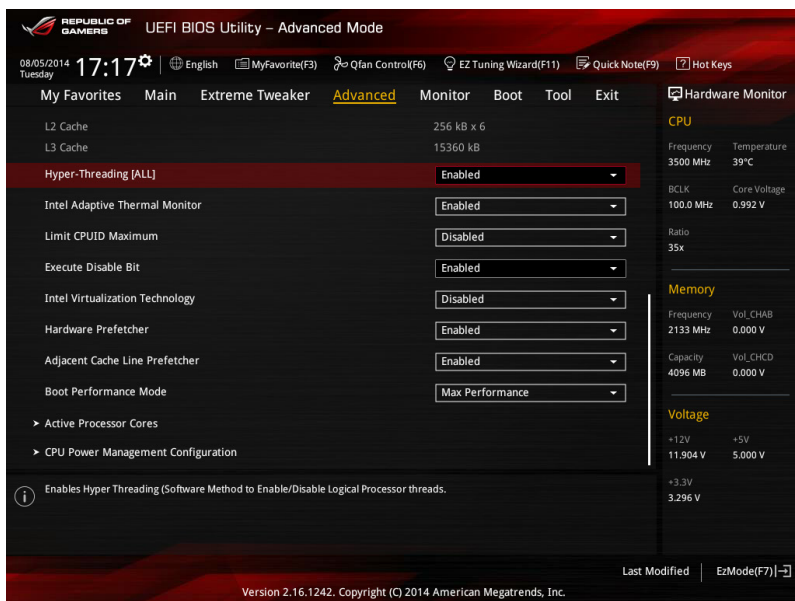 REPUBLIC OF
GAMERS
UEFI BIOS Utility – Advanced Mode
08/05/2014
Tuesday
17:17
English
MyFavorite(F3)
Qfan Control(F6)
EZ Tuning Wizard(F11)
Quick Note(F9)
? Hot Keys
My Favorites Main Extreme Tweaker Advanced Monitor Boot Tool Exit
L2 Cache 256 kB x 6
L3 Cache 15360 kB
Hyper-Threading [ALL] Enabled
Intel Adaptive Thermal Monitor Enabled
Limit CPUID Maximum Disabled
Execute Disable Bit Enabled
Intel Virtualization Technology Disabled
Hardware Prefetcher Enabled
Adjacent Cache Line Prefetcher Enabled
Boot Performance Mode Max Performance
Active Processor Cores
CPU Power Management Configuration
Enables Hyper Threading (Software Method to Enable/Disable Logical Processor threads.
Hardware Monitor
CPU
Frequency Temperature
3500 MHz 39°C
BCLK Core Voltage
100.0 MHz 0.992 V
Ratio
35x
Memory
Frequency Vol_CHAB
2133 MHz 0.000 V
Capacity Vol_CHCD
4096 MB 0.000 V
Voltage
+12V +5V
11.904 V 5.000 V
+3.3V
3.296 V
Last Modified
EzMode(F7)
Version 2.16.1242. Copyright (C) 2014 American Megatrends, Inc.